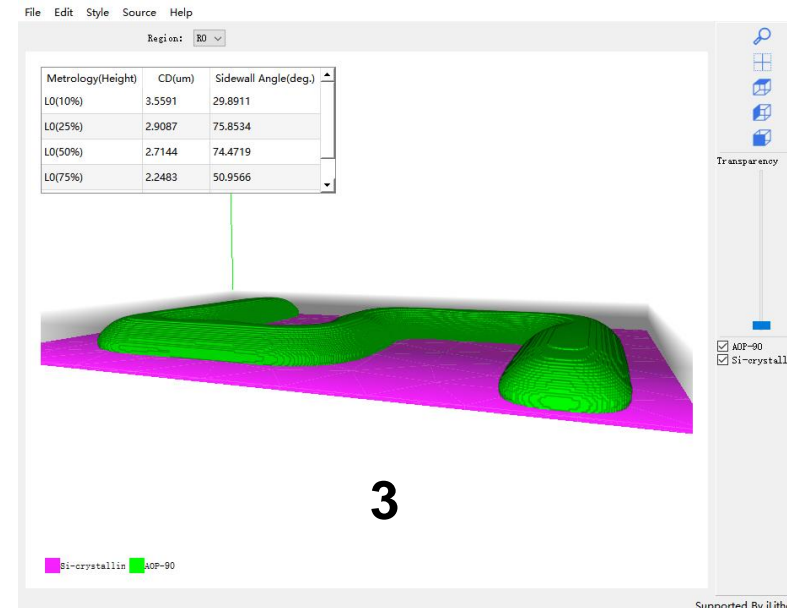 File Edit Style Source Help
Region: R0
Metrology(Height) CD(um) Sidewall Angle(deg.)
L0(10%) 3.5591 29.8911
L0(25%) 2.9087 75.8534
L0(50%) 2.7144 74.4719
L0(75%) 2.2483 50.9566
Transparency
AOP-90
Si-crystall
3
Si-crystallin AOP-90
Supported By iLith